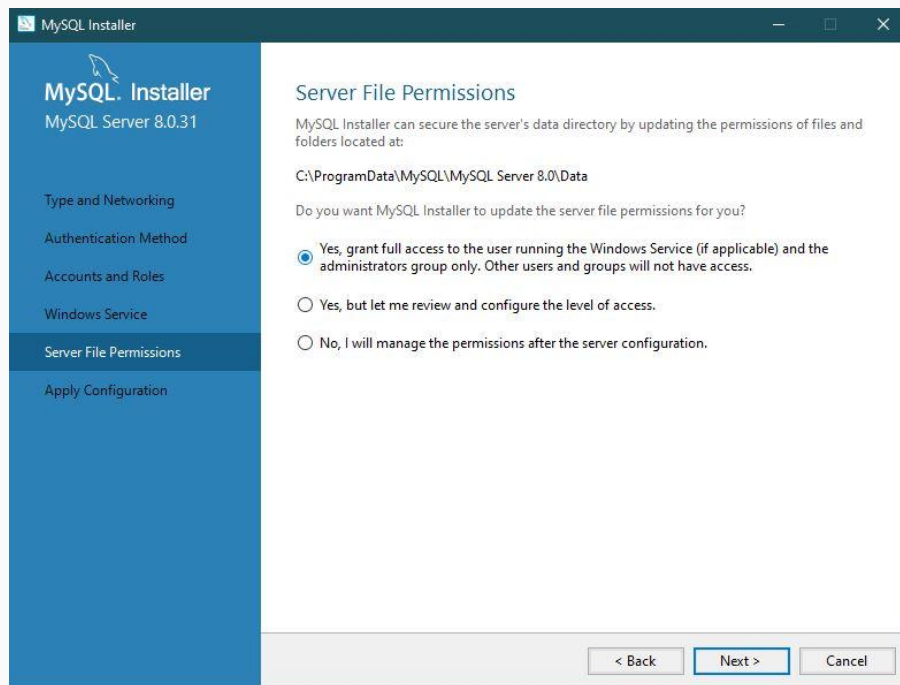 MySQL Installer
MySQL. Installer
MySQL Server 8.0.31
Type and Networking
Authentication Method
Accounts and Roles
Windows Service
Server File Permissions
Apply Configuration
Server File Permissions
MySQL Installer can secure the server's data directory by updating the permissions of files and
folders located at:
C:\ProgramData\MySQL\MySQL Server 8.0\Data
Do you want MySQL Installer to update the server file permissions for you?
Yes, grant full access to the user running the Windows Service (if applicable) and the
administrators group only. Other users and groups will not have access.
Yes, but let me review and configure the level of access.
No, I will manage the permissions after the server configuration.
< Back Next > Cancel